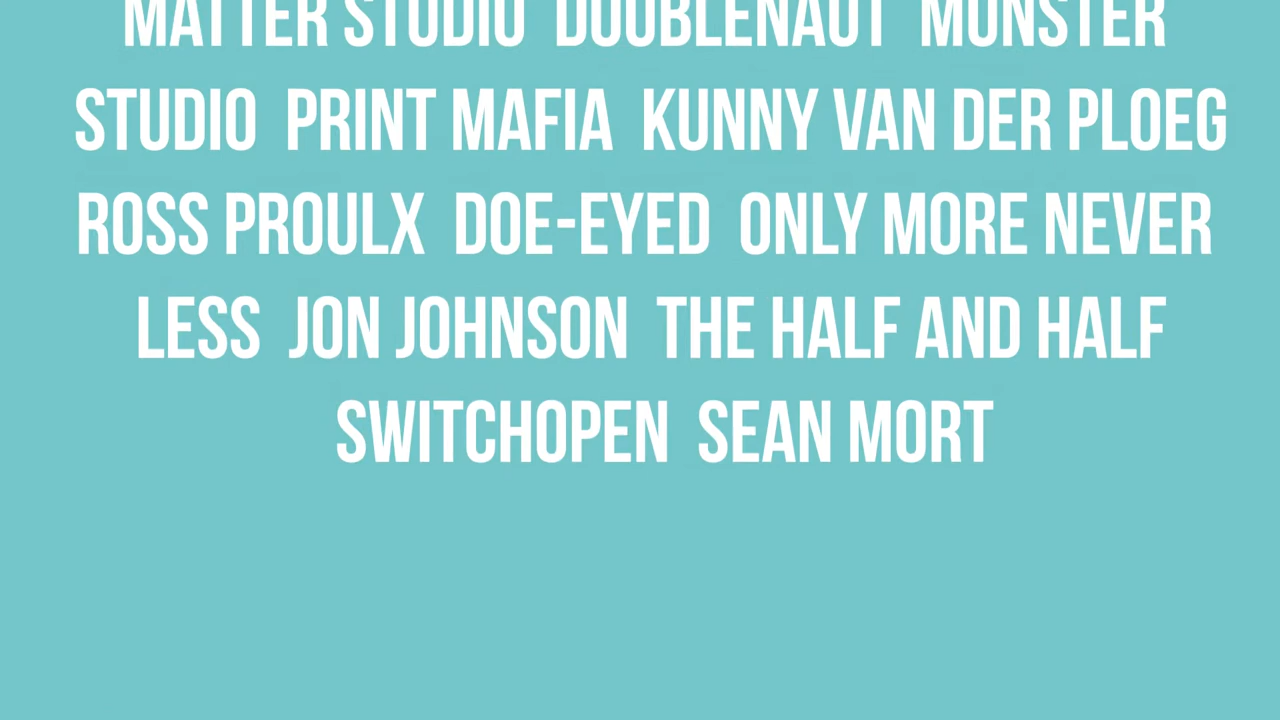 MATTER STUDIO DOUBLENAUT MUNSTER
STUDIO PRINT MAFIA KUNNY VAN DER PLOEG
ROSS PROULX DOE-EYED ONLY MORE NEVER
LESS JON JOHNSON THE HALF AND HALF
SWITCHOPEN SEAN MORT